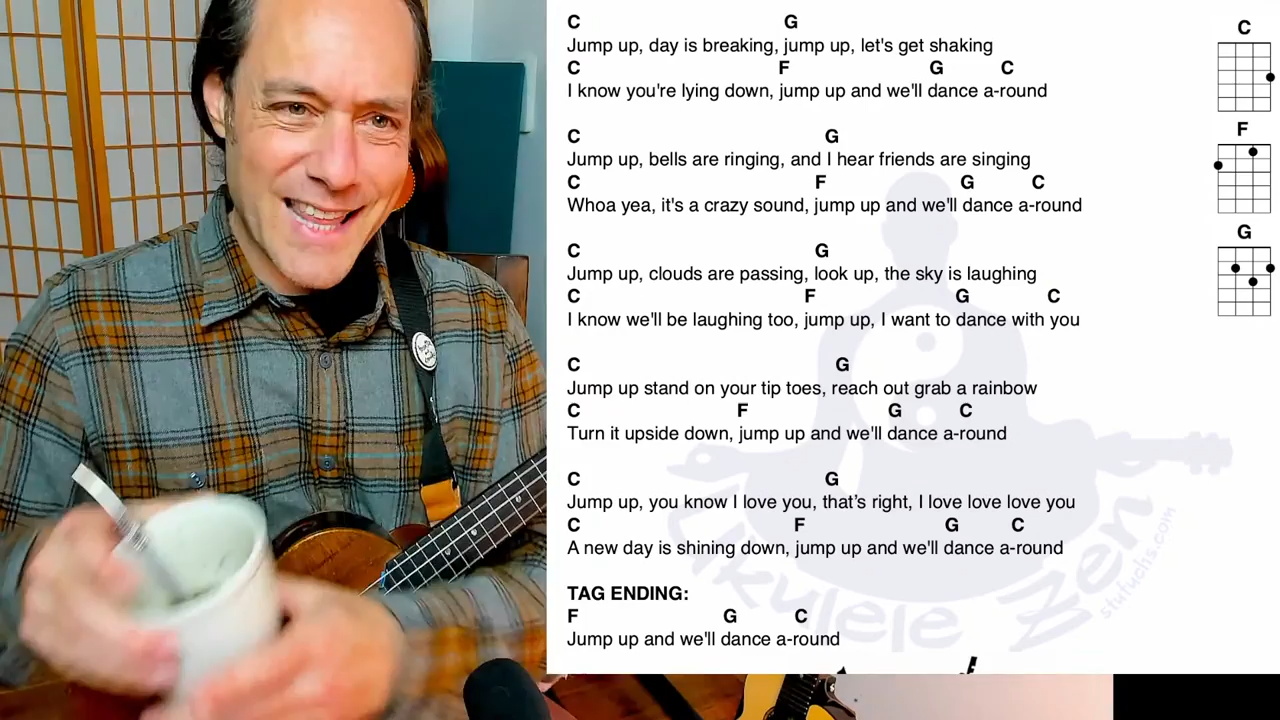 C G
Jump up, day is breaking, jump up, let's get shaking
C F G C
I know you're lying down, jump up and we'll dance a-round
C G
Jump up, bells are ringing, and I hear friends are singing
C F G C
Whoa yea, it's a crazy sound, jump up and we'll dance a-round
C G
Jump up, clouds are passing, look up, the sky is laughing
C F G C
I know we'll be laughing too, jump up, I want to dance with you
C G
Jump up stand on your tip toes, reach out grab a rainbow
C F G C
Turn it upside down, jump up and we'll dance a-round
C G
Jump up, you know I love you, that’s right, I love love love you
C F G C
A new day is shining down, jump up and we'll dance a-round
TAG ENDING:
F G C
Jump up and we'll dance a-round
C
F
G
Ukulele Zen
stufuchs.com